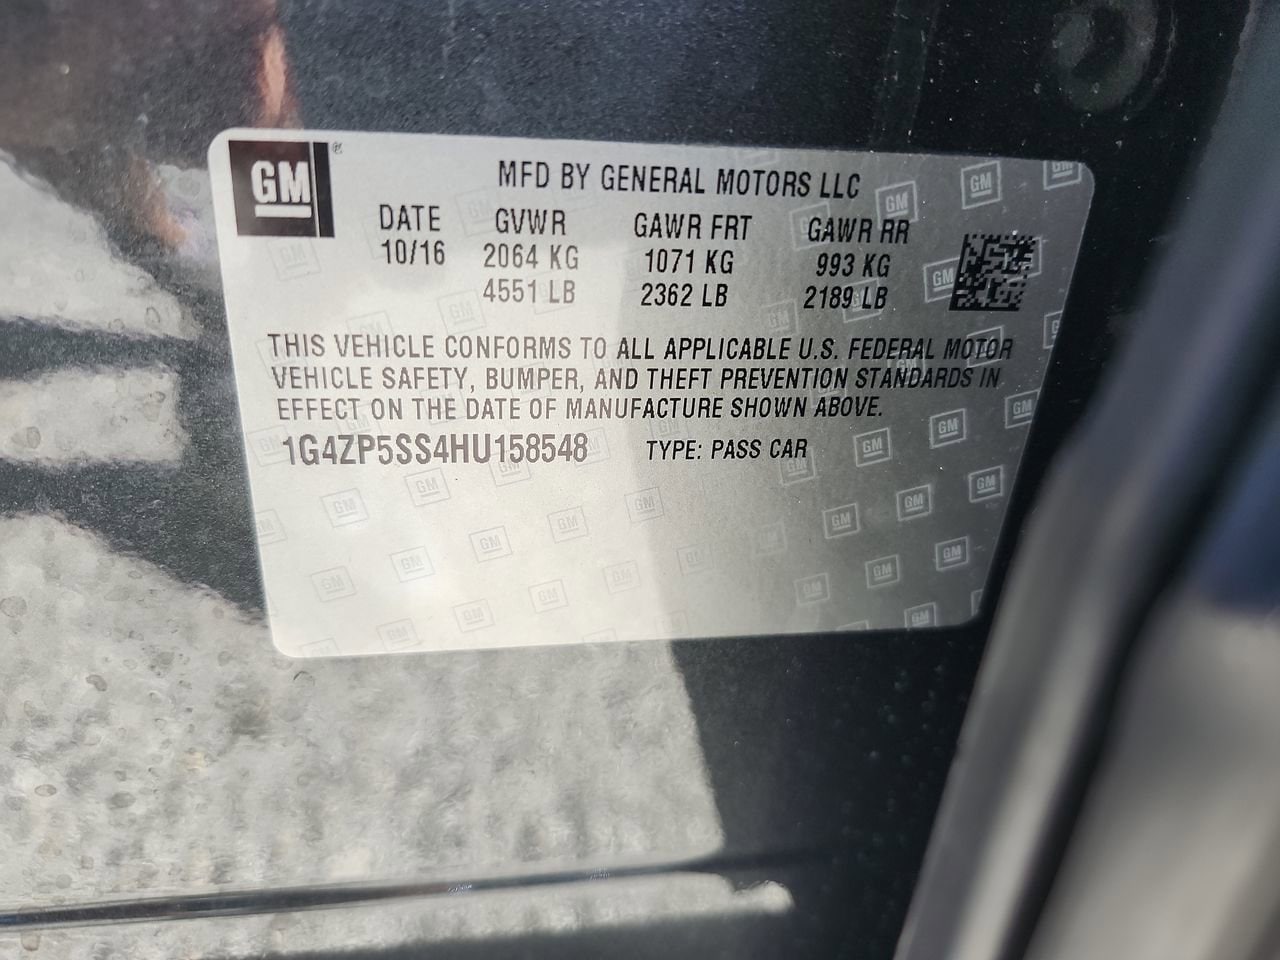 GM®
MFD BY GENERAL MOTORS LLC
DATE GVWR GAWR FRT GAWR RR
10/16 2064 KG 1071 KG 993 KG
4551 LB 2362 LB 2189 LB
THIS VEHICLE CONFORMS TO ALL APPLICABLE U.S. FEDERAL MOTOR
VEHICLE SAFETY, BUMPER, AND THEFT PREVENTION STANDARDS IN
EFFECT ON THE DATE OF MANUFACTURE SHOWN ABOVE.
1G4ZP5SS4HU158548 TYPE: PASS CAR